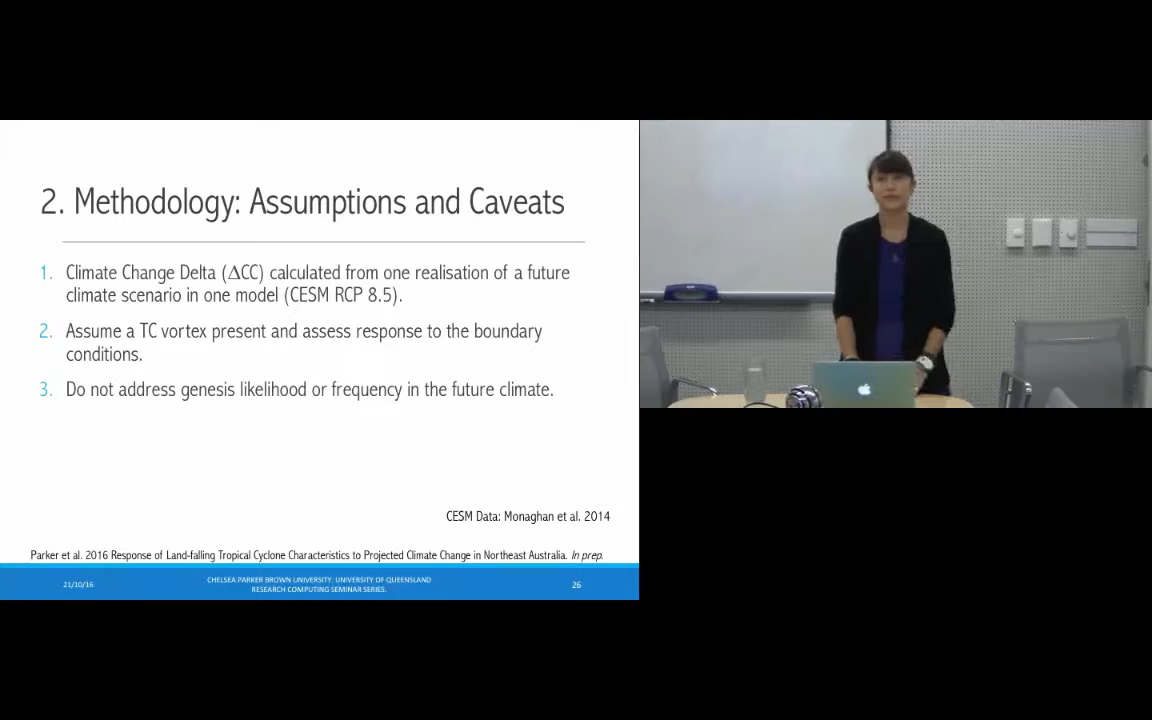 2. Methodology: Assumptions and Caveats
1. Climate Change Delta (ΔCC) calculated from one realisation of a future
climate scenario in one model (CESM RCP 8.5).
2. Assume a TC vortex present and assess response to the boundary
conditions.
3. Do not address genesis likelihood or frequency in the future climate.
CESM Data: Monaghan et al. 2014
Parker et al. 2016 Response of Land-falling Tropical Cyclone Characteristics to Projected Climate Change in Northeast Australia. In prep.
21/10/16
CHELSEA PARKER BROWN UNIVERSITY. UNIVERSITY OF QUEENSLAND
RESEARCH COMPUTING SEMINAR SERIES.
26